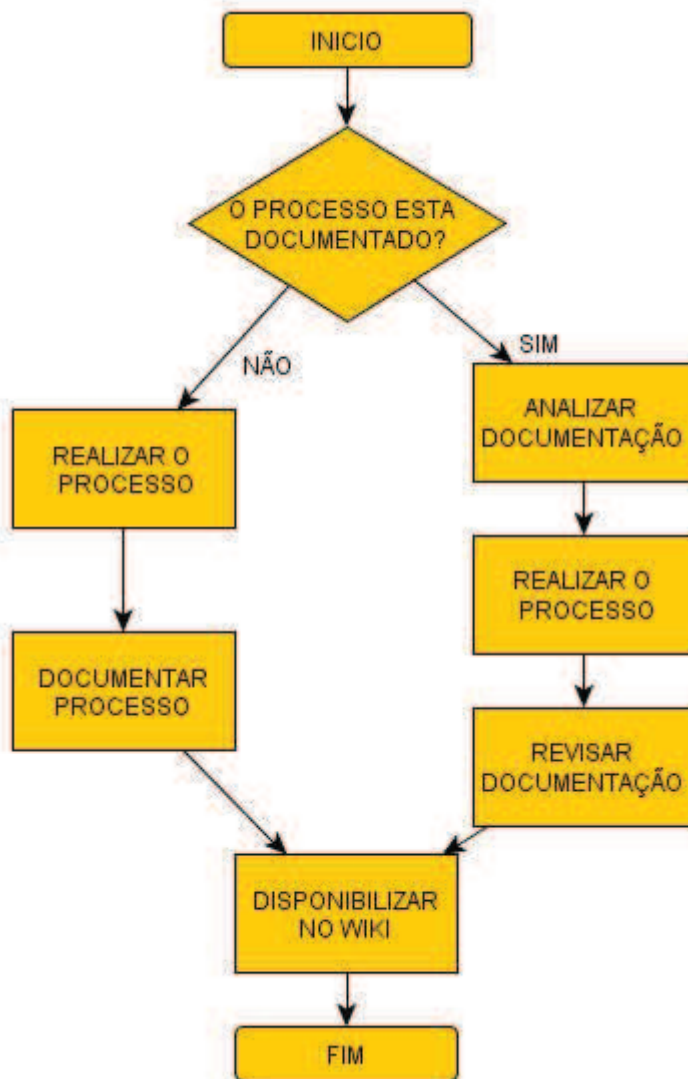 INICIO
O PROCESSO ESTA
DOCUMENTADO?
NÃO
SIM
REALIZAR O
PROCESSO
DOCUMENTAR
PROCESSO
ANALIZAR
DOCUMENTAÇÃO
REALIZAR O
PROCESSO
REVISAR
DOCUMENTAÇÃO
DISPONIBILIZAR
NO WIKI
FIM